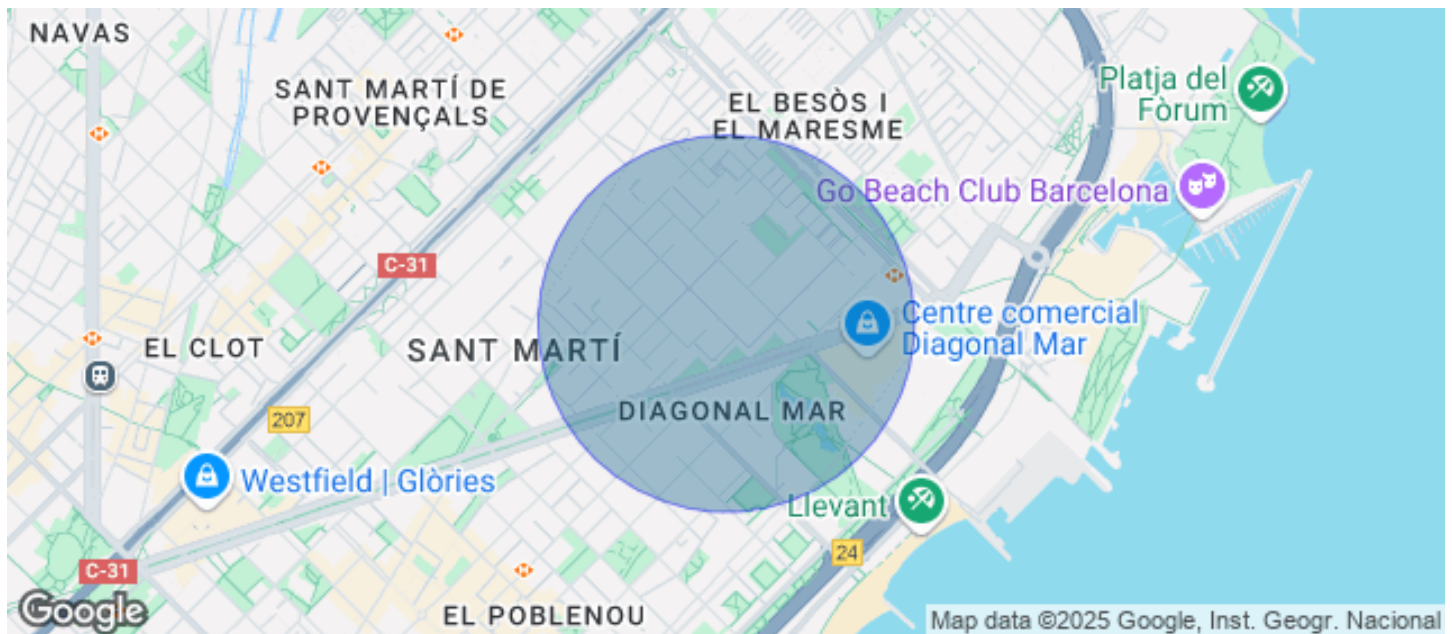 NAVAS
SANT MARTÍ DE
PROVENÇALS
EL BESÒS I
EL MARESME
Platja del
Fòrum
Go Beach Club Barcelona
C-31
Centre comercial
Diagonal Mar
EL CLOT
SANT MARTÍ
DIAGONAL MAR
207
Westfield | Glòries
Llevant
24
C-31
EL POBLENOU
Google
Map data ©2025 Google, Inst. Geogr. Nacional